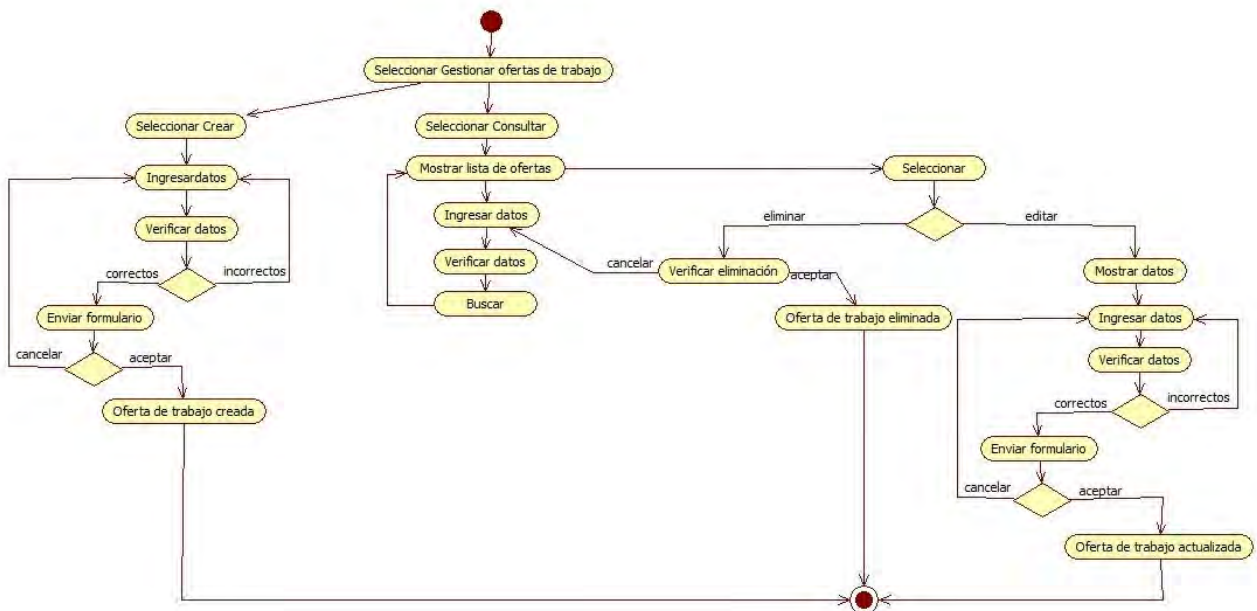 Seleccionar Gestionar ofertas de trabajo
Seleccionar Crear
Seleccionar Consultar
Ingresardatos
Mostrar lista de ofertas
Seleccionar
Ingresar datos
eliminar
editar
Verificar datos
Verificar datos
cancelar
Verificar eliminación
aceptar
Mostrar datos
correctos
incorrectos
Buscar
Enviar formulario
Oferta de trabajo eliminada
Ingresar datos
cancelar
aceptar
Verificar datos
Oferta de trabajo creada
correctos
incorrectos
Enviar formulario
cancelar
aceptar
Oferta de trabajo actualizada